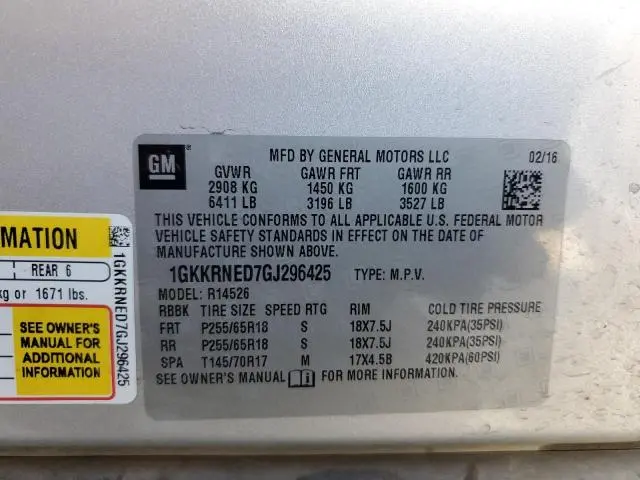 GM
MFD BY GENERAL MOTORS LLC 02/16
GVWR GAWR FRT GAWR RR
2908 KG 1450 KG 1600 KG
6411 LB 3196 LB 3527 LB
THIS VEHICLE CONFORMS TO ALL APPLICABLE U.S. FEDERAL MOTOR
VEHICLE SAFETY STANDARDS IN EFFECT ON THE DATE OF
MANUFACTURE SHOWN ABOVE.
1GKKRNED7GJ296425 TYPE: M.P.V.
MODEL: R14526
RBBK TIRE SIZE SPEED RTG RIM COLD TIRE PRESSURE
FRT P255/65R18 S 18X7.5J 240KPA(35PSI)
RR P255/65R18 S 18X7.5J 240KPA(35PSI)
SPA T145/70R17 M 17X4.5B 420KPA(60PSI)
SEE OWNER'S MANUAL i FOR MORE INFORMATION.
MATION
REAR 6
kg or 1671 lbs.
SEE OWNER'S
MANUAL FOR
ADDITIONAL
INFORMATION
1GKKRNED7GJ296425